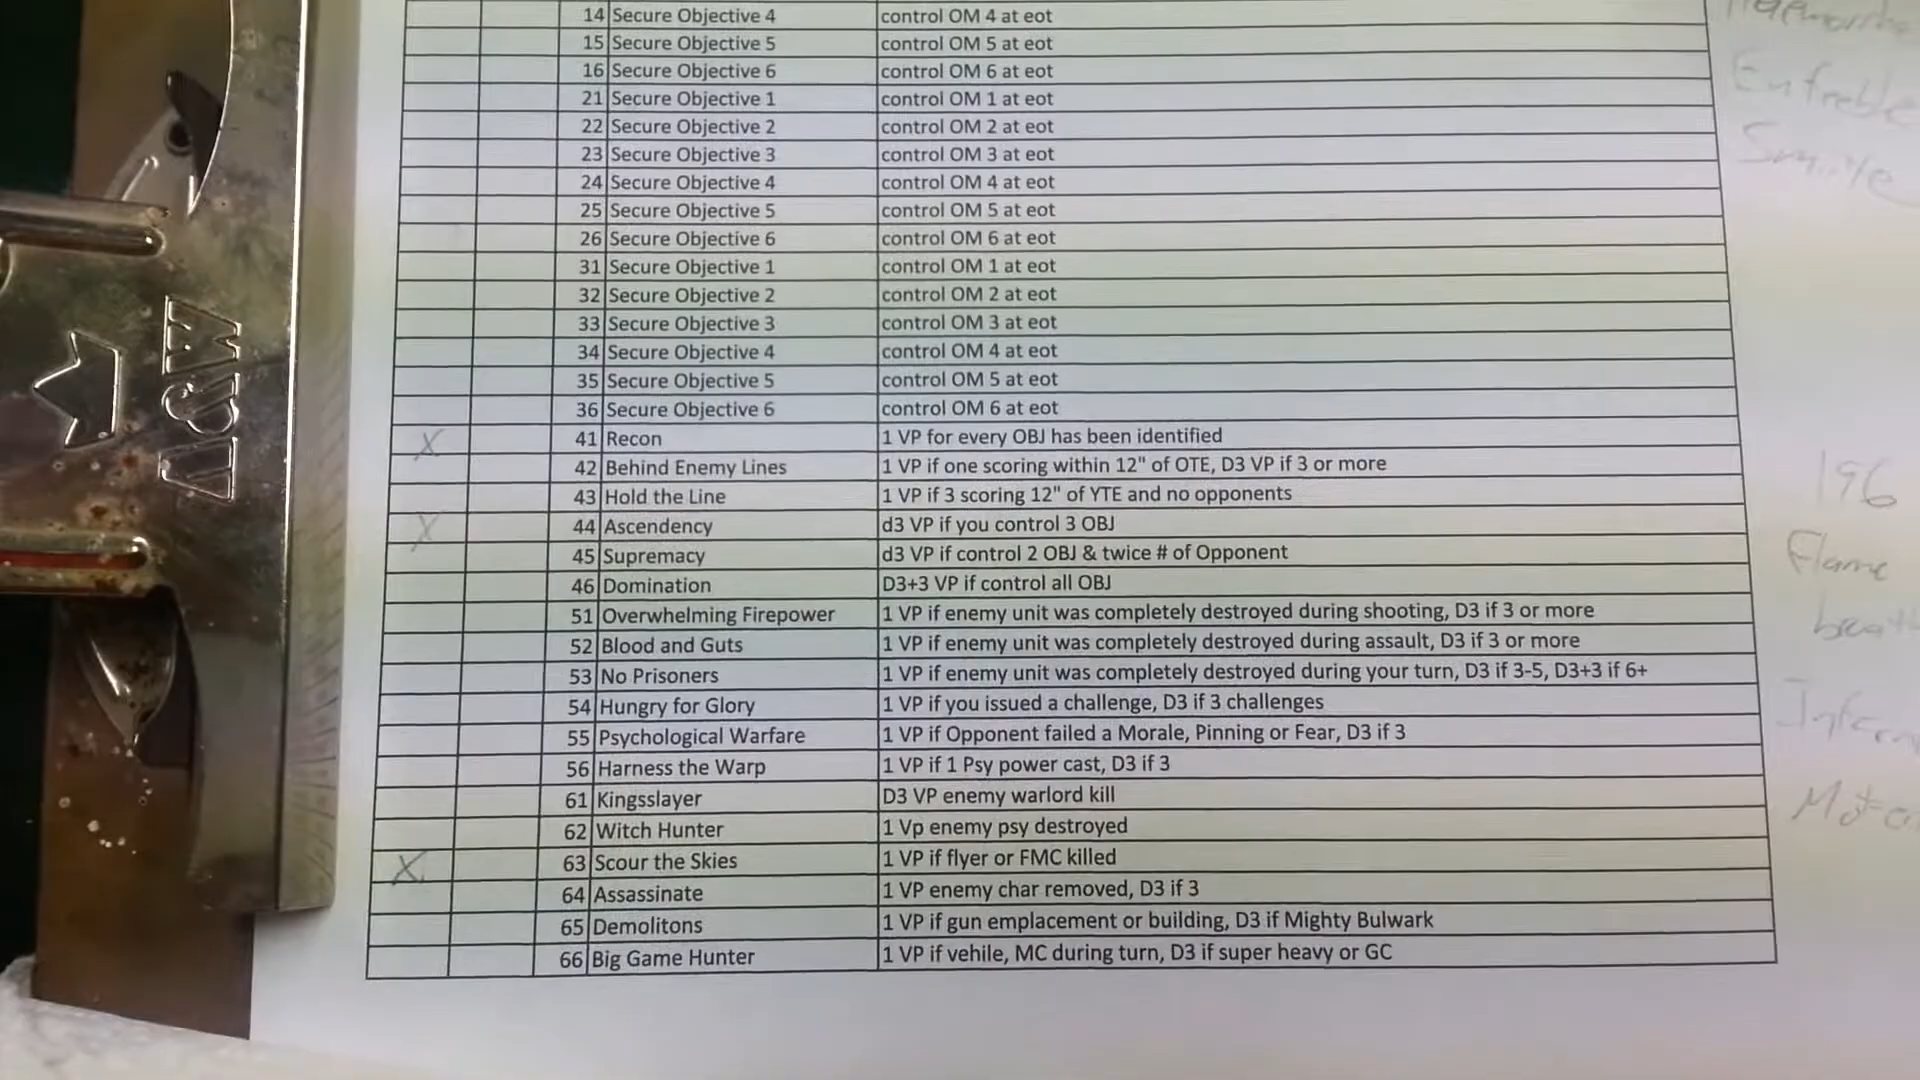 14 Secure Objective 4 control OM 4 at eot
15 Secure Objective 5 control OM 5 at eot
16 Secure Objective 6 control OM 6 at eot
21 Secure Objective 1 control OM 1 at eot
22 Secure Objective 2 control OM 2 at eot
23 Secure Objective 3 control OM 3 at eot
24 Secure Objective 4 control OM 4 at eot
25 Secure Objective 5 control OM 5 at eot
26 Secure Objective 6 control OM 6 at eot
31 Secure Objective 1 control OM 1 at eot
32 Secure Objective 2 control OM 2 at eot
33 Secure Objective 3 control OM 3 at eot
34 Secure Objective 4 control OM 4 at eot
35 Secure Objective 5 control OM 5 at eot
36 Secure Objective 6 control OM 6 at eot
X 41 Recon 1 VP for every OBJ has been identified
42 Behind Enemy Lines 1 VP if one scoring within 12" of OTE, D3 VP if 3 or more
43 Hold the Line 1 VP if 3 scoring 12" of YTE and no opponents
X 44 Ascendency d3 VP if you control 3 OBJ
45 Supremacy d3 VP if control 2 OBJ & twice # of Opponent
46 Domination D3+3 VP if control all OBJ
51 Overwhelming Firepower 1 VP if enemy unit was completely destroyed during shooting, D3 if 3 or more
52 Blood and Guts 1 VP if enemy unit was completely destroyed during assault, D3 if 3 or more
53 No Prisoners 1 VP if enemy unit was completely destroyed during your turn, D3 if 3-5, D3+3 if 6+
54 Hungry for Glory 1 VP if you issued a challenge, D3 if 3 challenges
55 Psychological Warfare 1 VP if Opponent failed a Morale, Pinning or Fear, D3 if 3
56 Harness the Warp 1 VP if 1 Psy power cast, D3 if 3
61 Kingsslayer D3 VP enemy warlord kill
62 Witch Hunter 1 Vp enemy psy destroyed
X 63 Scour the Skies 1 VP if flyer or FMC killed
64 Assassinate 1 VP enemy char removed, D3 if 3
65 Demolitons 1 VP if gun emplacement or building, D3 if Mighty Bulwark
66 Big Game Hunter 1 VP if vehile, MC during turn, D3 if super heavy or GC
196
Flame